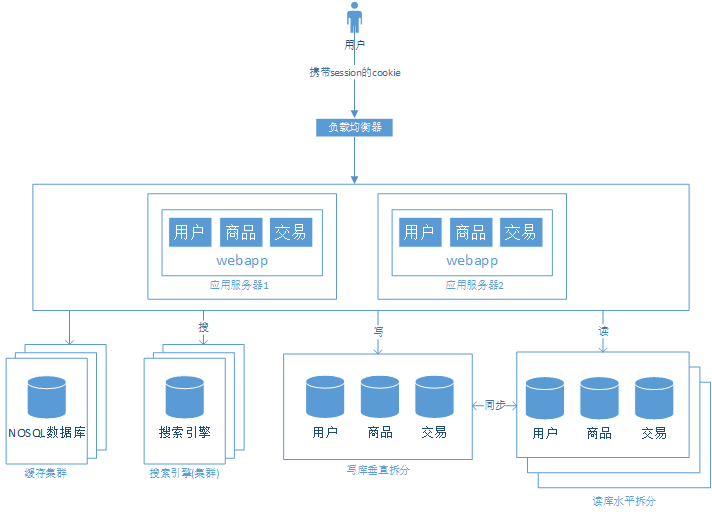 用户
携带session的cookie
负载均衡器
用户 商品 交易
webapp
应用服务器1
用户 商品 交易
webapp
应用服务器2
搜
写
读
NOSQL数据库
缓存集群
搜索引擎
搜索引擎(集群)
用户 商品 交易
写库垂直拆分
同步
用户 商品 交易
读库水平拆分